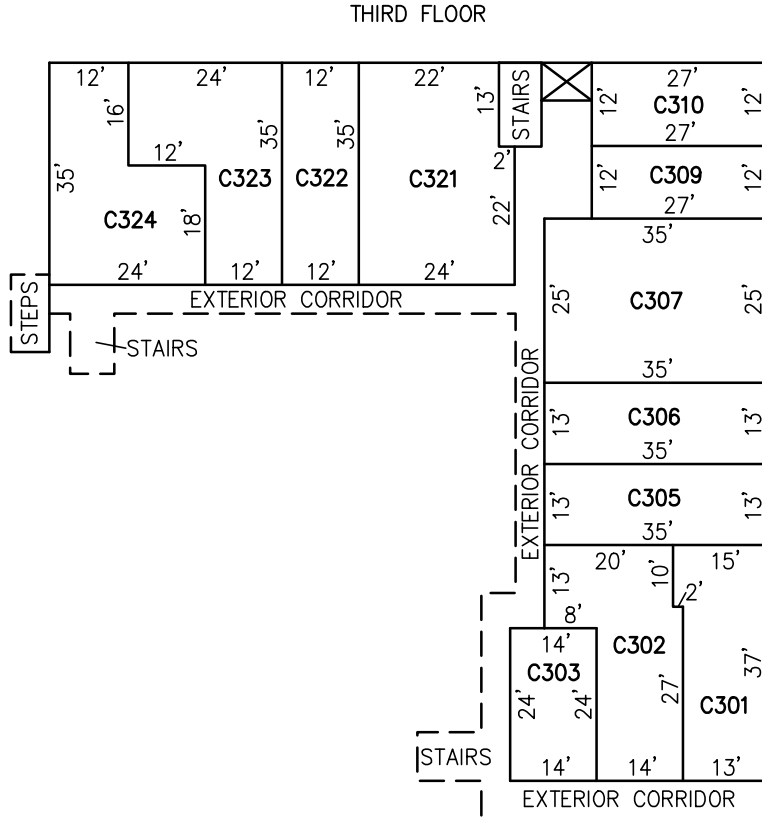 THIRD FLOOR
12' 24' 12' 22' 27'
16' 13' STAIRS 12' C310 12'
27'
35' 35' 35'
12' 2'
C323 C322 C321 12' C309 12'
27'
C324 18' 22' 35'
24' 12' 12' 24'
EXTERIOR CORRIDOR
STEPS
STAIRS
25' C307 25'
35'
EXTERIOR CORRIDOR
13' C306 13'
35'
13' C305 13'
35'
20' 10' 15'
13' 2'
8'
14' C302 37'
C303
24' 24' 27' C301
STAIRS
14' 14' 13'
EXTERIOR CORRIDOR